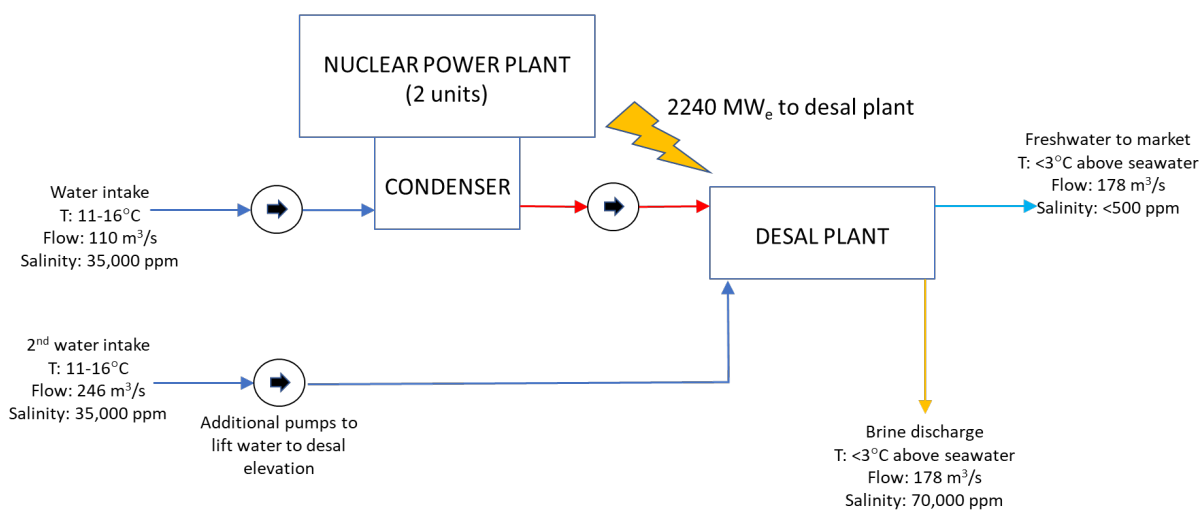 NUCLEAR POWER PLANT
(2 units)
2240 MWₑ to desal plant
CONDENSER
Water intake
T: 11-16°C
Flow: 110 m³/s
Salinity: 35,000 ppm
DESAL PLANT
Freshwater to market
T: <3°C above seawater
Flow: 178 m³/s
Salinity: <500 ppm
2ⁿᵈ water intake
T: 11-16°C
Flow: 246 m³/s
Salinity: 35,000 ppm
Additional pumps to
lift water to desal
elevation
Brine discharge
T: <3°C above seawater
Flow: 178 m³/s
Salinity: 70,000 ppm